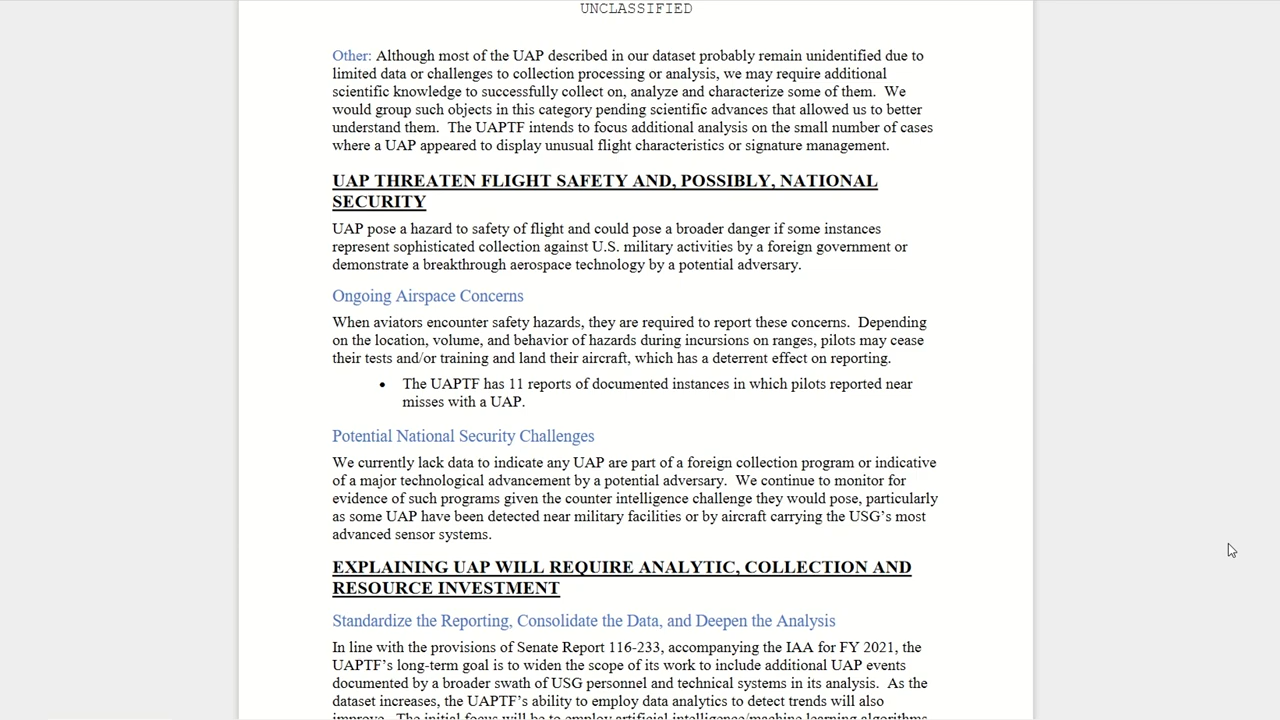 UNCLASSIFIED
Other: Although most of the UAP described in our dataset probably remain unidentified due to
limited data or challenges to collection processing or analysis, we may require additional
scientific knowledge to successfully collect on, analyze and characterize some of them.  We
would group such objects in this category pending scientific advances that allowed us to better
understand them.  The UAPTF intends to focus additional analysis on the small number of cases
where a UAP appeared to display unusual flight characteristics or signature management.
UAP THREATEN FLIGHT SAFETY AND, POSSIBLY, NATIONAL
SECURITY
UAP pose a hazard to safety of flight and could pose a broader danger if some instances
represent sophisticated collection against U.S. military activities by a foreign government or
demonstrate a breakthrough aerospace technology by a potential adversary.
Ongoing Airspace Concerns
When aviators encounter safety hazards, they are required to report these concerns.  Depending
on the location, volume, and behavior of hazards during incursions on ranges, pilots may cease
their tests and/or training and land their aircraft, which has a deterrent effect on reporting.
• The UAPTF has 11 reports of documented instances in which pilots reported near
misses with a UAP.
Potential National Security Challenges
We currently lack data to indicate any UAP are part of a foreign collection program or indicative
of a major technological advancement by a potential adversary.  We continue to monitor for
evidence of such programs given the counter intelligence challenge they would pose, particularly
as some UAP have been detected near military facilities or by aircraft carrying the USG's most
advanced sensor systems.
EXPLAINING UAP WILL REQUIRE ANALYTIC, COLLECTION AND
RESOURCE INVESTMENT
Standardize the Reporting, Consolidate the Data, and Deepen the Analysis
In line with the provisions of Senate Report 116-233, accompanying the IAA for FY 2021, the
UAPTF's long-term goal is to widen the scope of its work to include additional UAP events
documented by a broader swath of USG personnel and technical systems in its analysis.  As the
dataset increases, the UAPTF's ability to employ data analytics to detect trends will also
improve.  The initial focus will be to employ artificial intelligence/machine learning algorithms